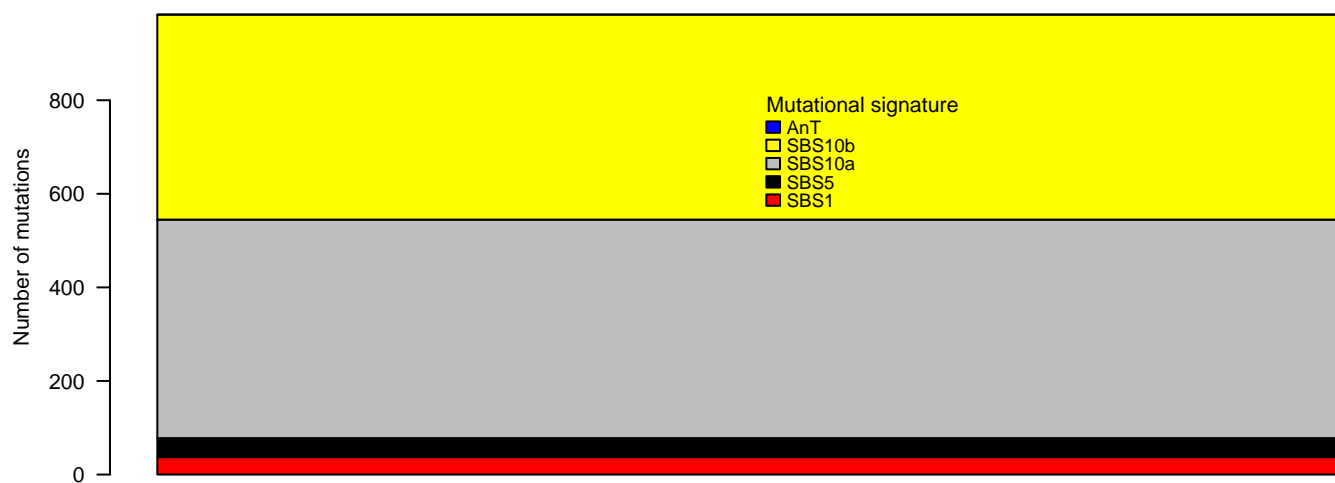 Number of mutations
800
600
400
200
0
Mutational signature
AnT
SBS10b
SBS10a
SBS5
SBS1